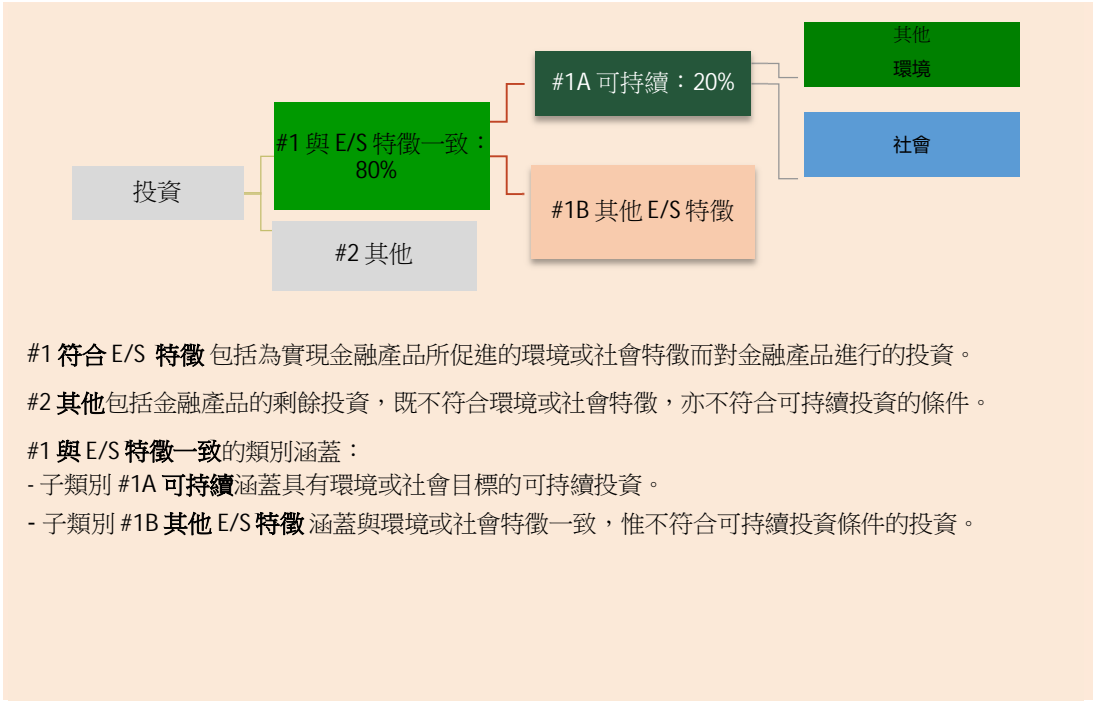 投資
#1 與 E/S 特徵一致：
80%
#2 其他
#1A 可持續：20%
#1B 其他 E/S 特徵
其他
環境
社會
#1 符合 E/S 特徵 包括為實現金融產品所促進的環境或社會特徵而對金融產品進行的投資。
#2 其他包括金融產品的剩餘投資，既不符合環境或社會特徵，亦不符合可持續投資的條件。
#1 與 E/S 特徵一致的類別涵蓋：
- 子類別 #1A 可持續涵蓋具有環境或社會目標的可持續投資。
- 子類別 #1B 其他 E/S 特徵 涵蓋與環境或社會特徵一致，惟不符合可持續投資條件的投資。